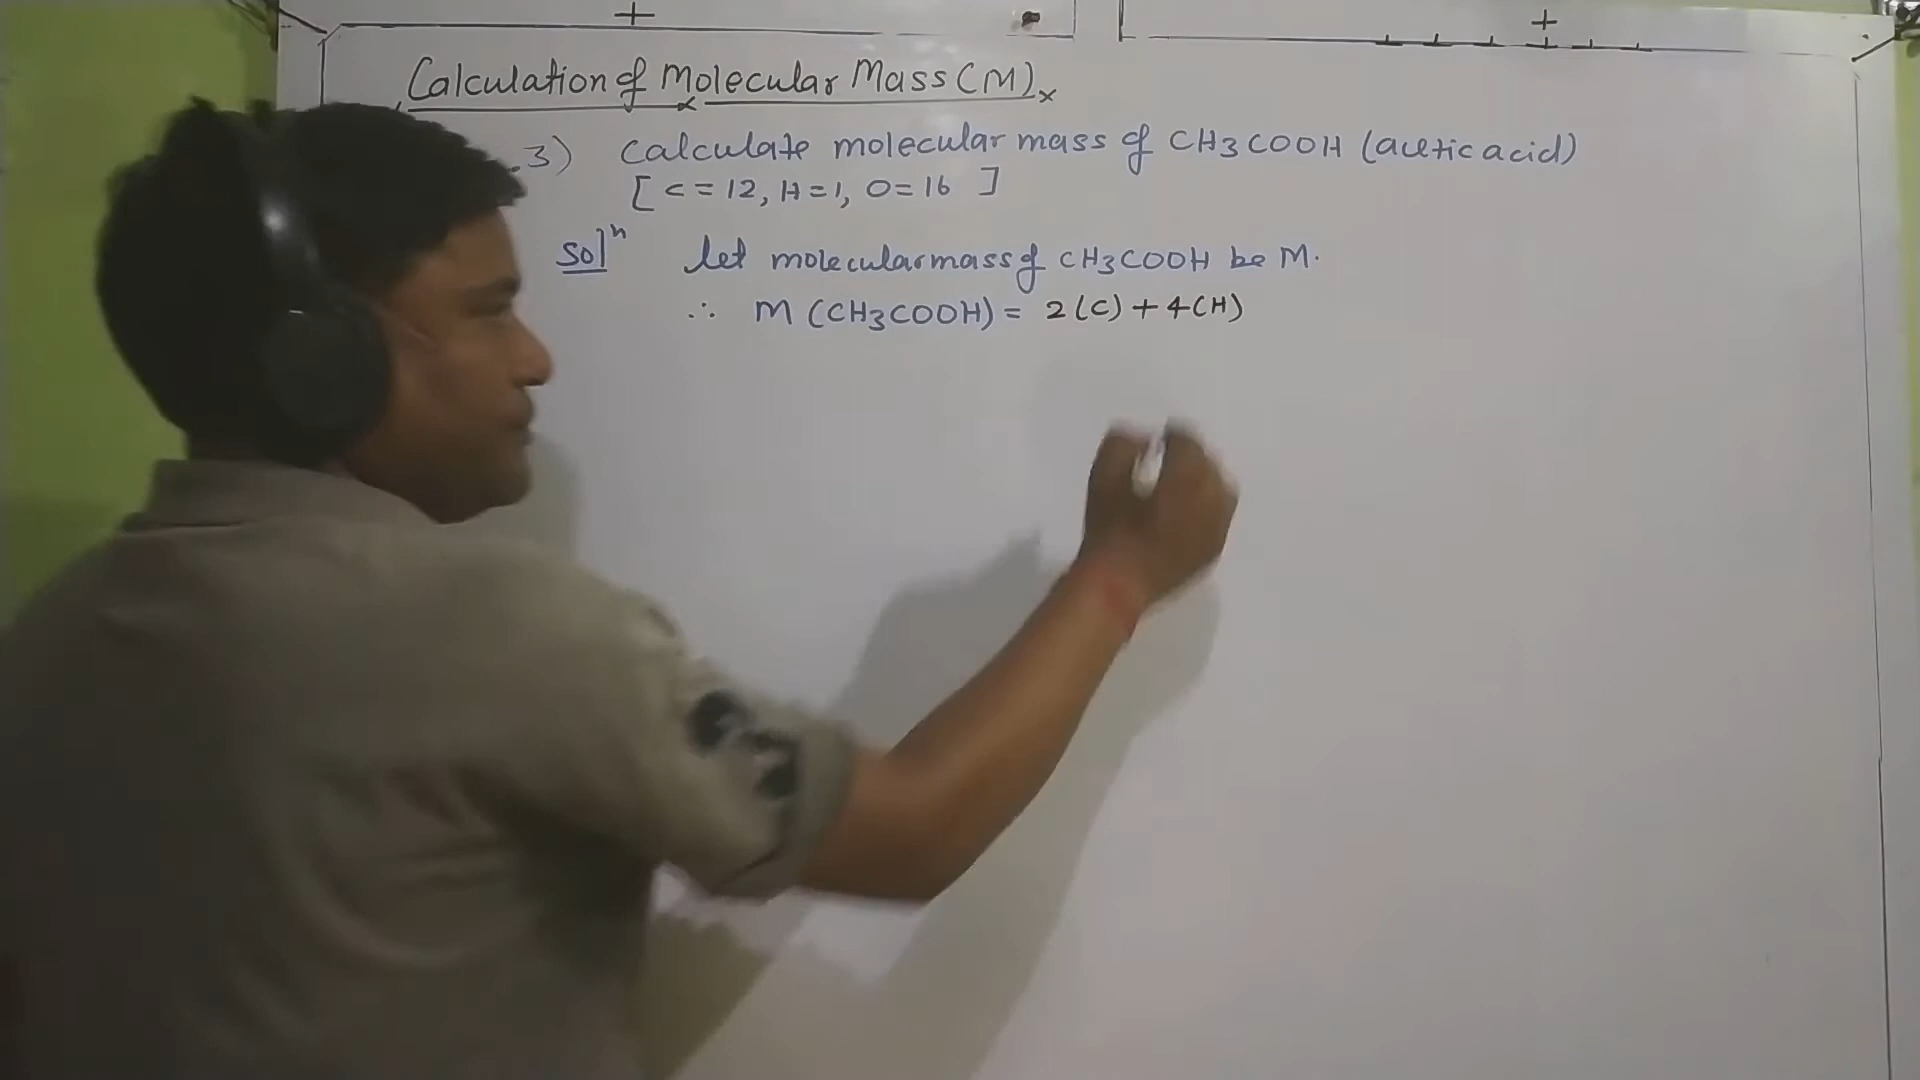 Calculation of Molecular Mass (M)
.3) Calculate molecular mass of CH3COOH (acetic acid)
[ C = 12, H = 1, O = 16 ]
Solⁿ Let molecular mass of CH3COOH be M.
∴ M (CH3COOH) = 2(C) + 4(H)